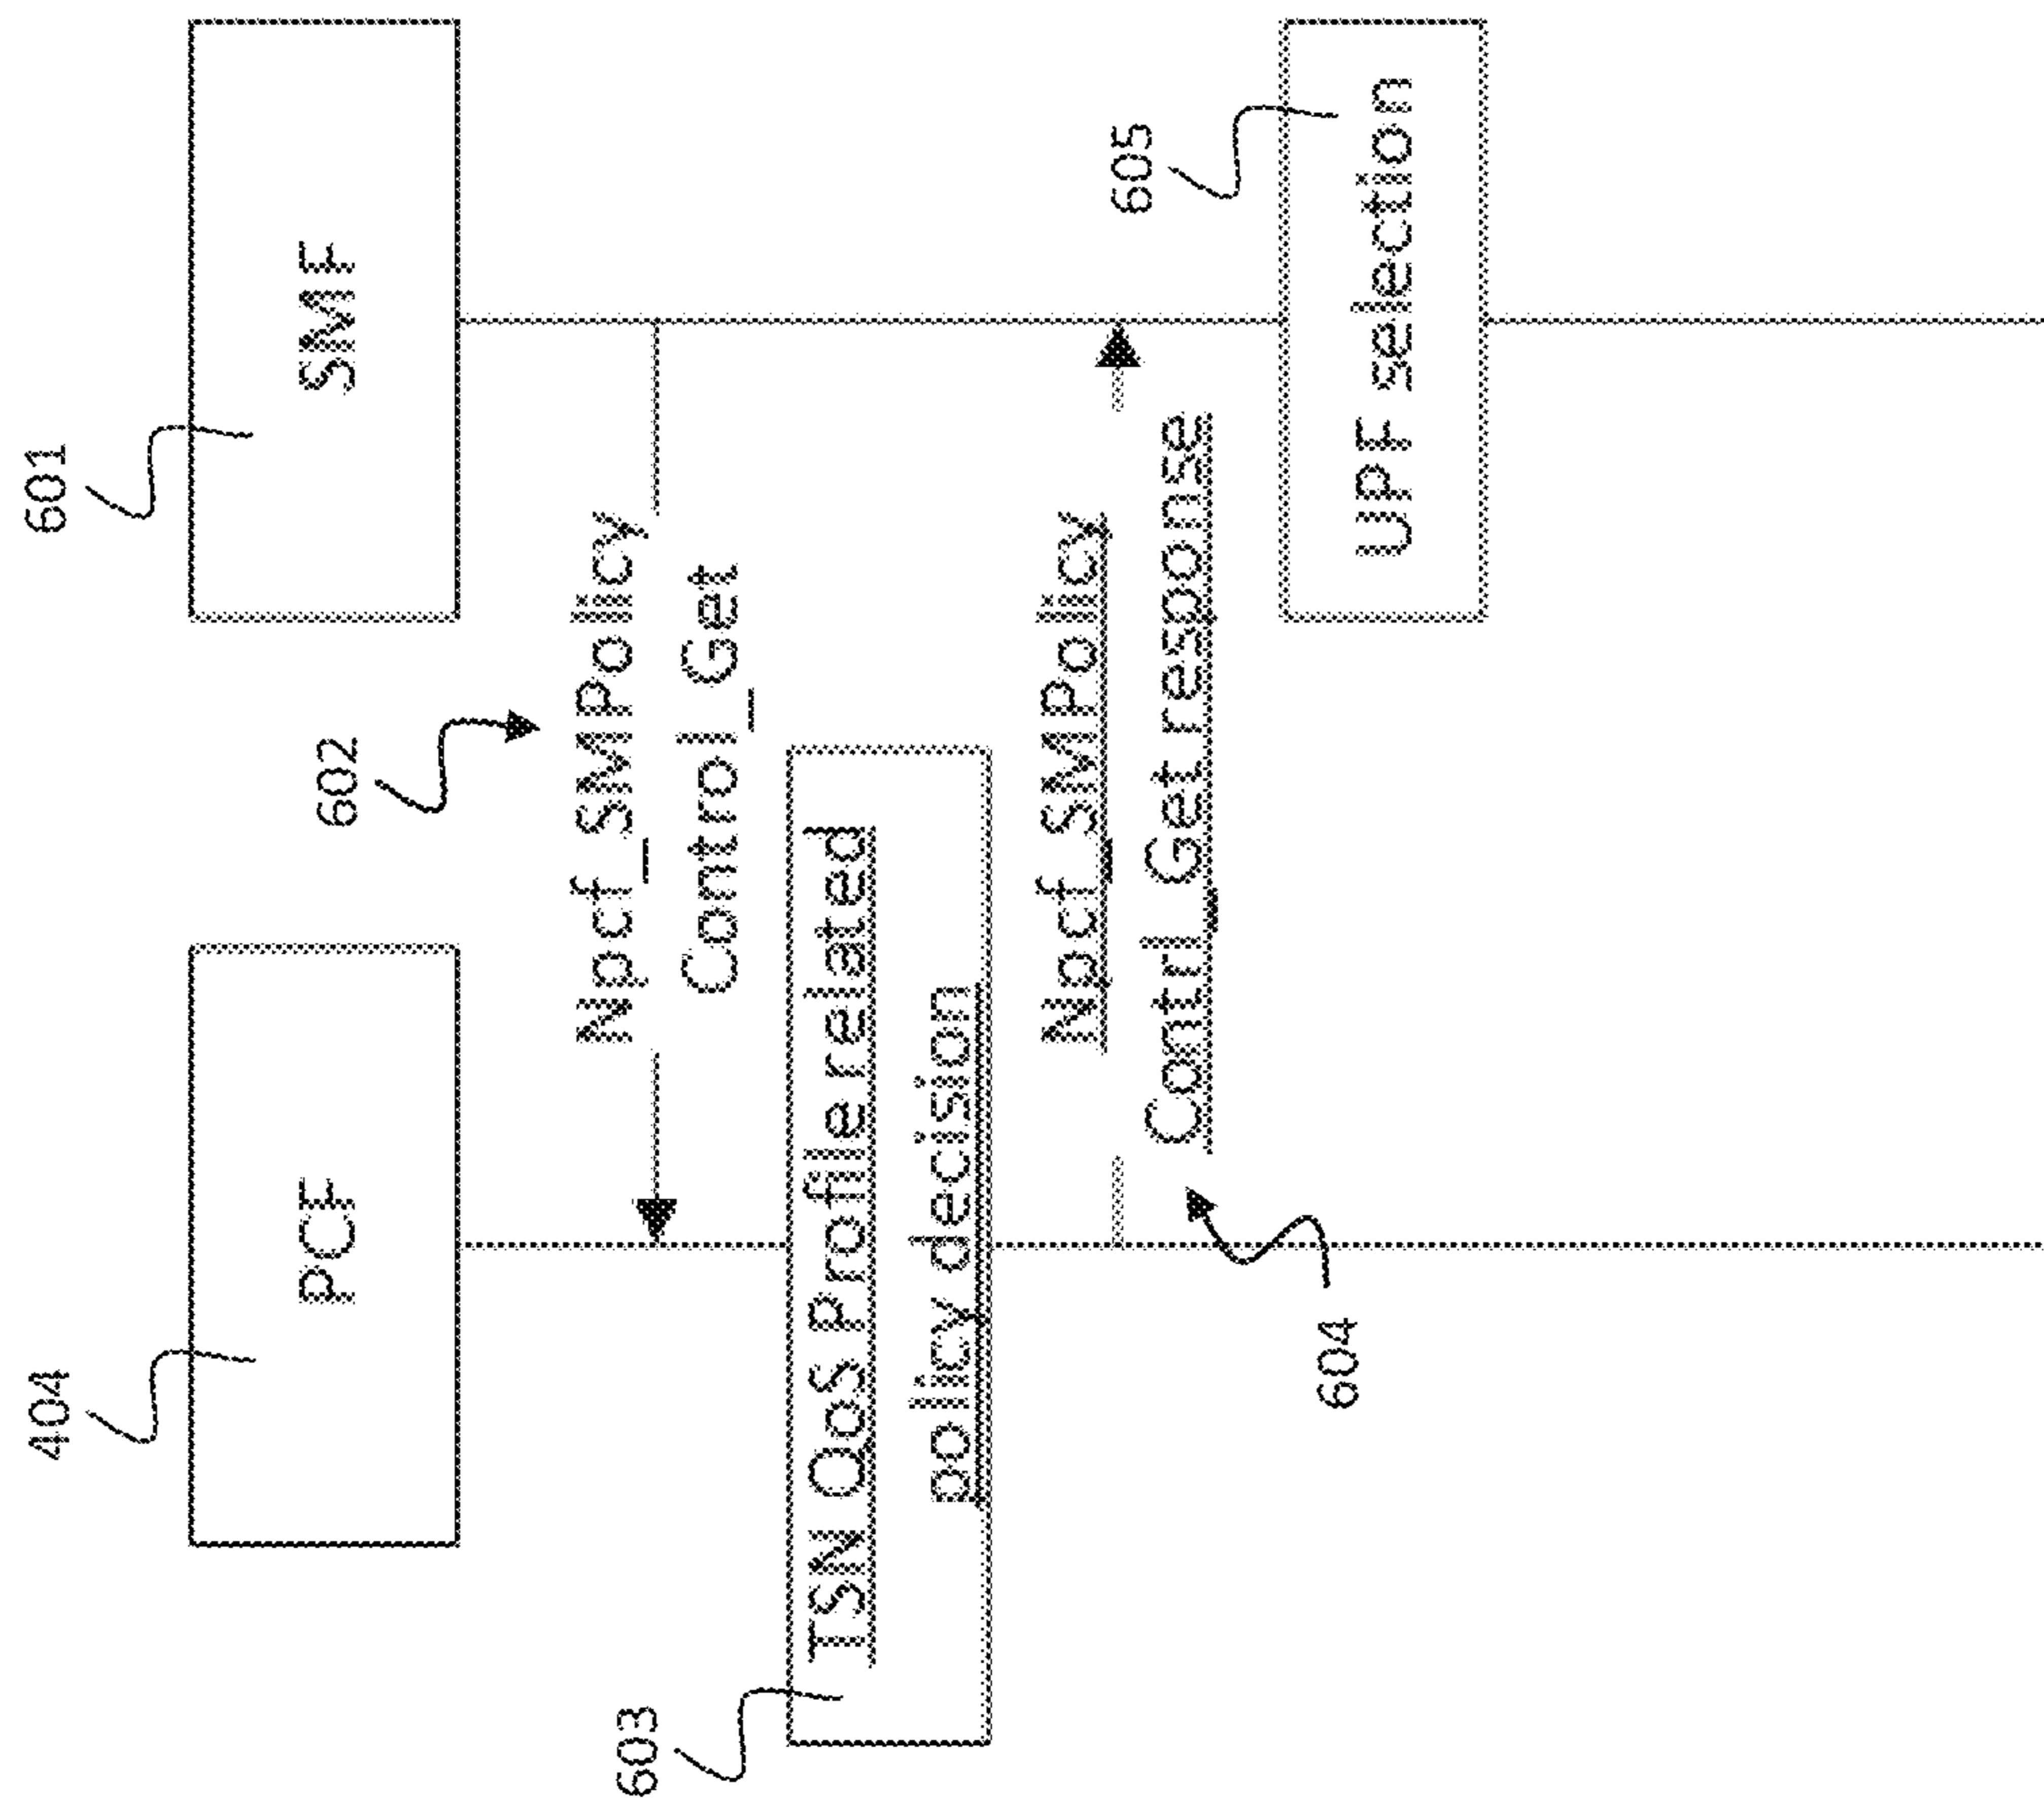 404
PCF
601
SMF
602
Npcf_SMPolicy
Control_Get
603
TSN QoS Profile related
policy decision
Npcf_SMPolicy
Contrl_Get response
604
605
UPF selection